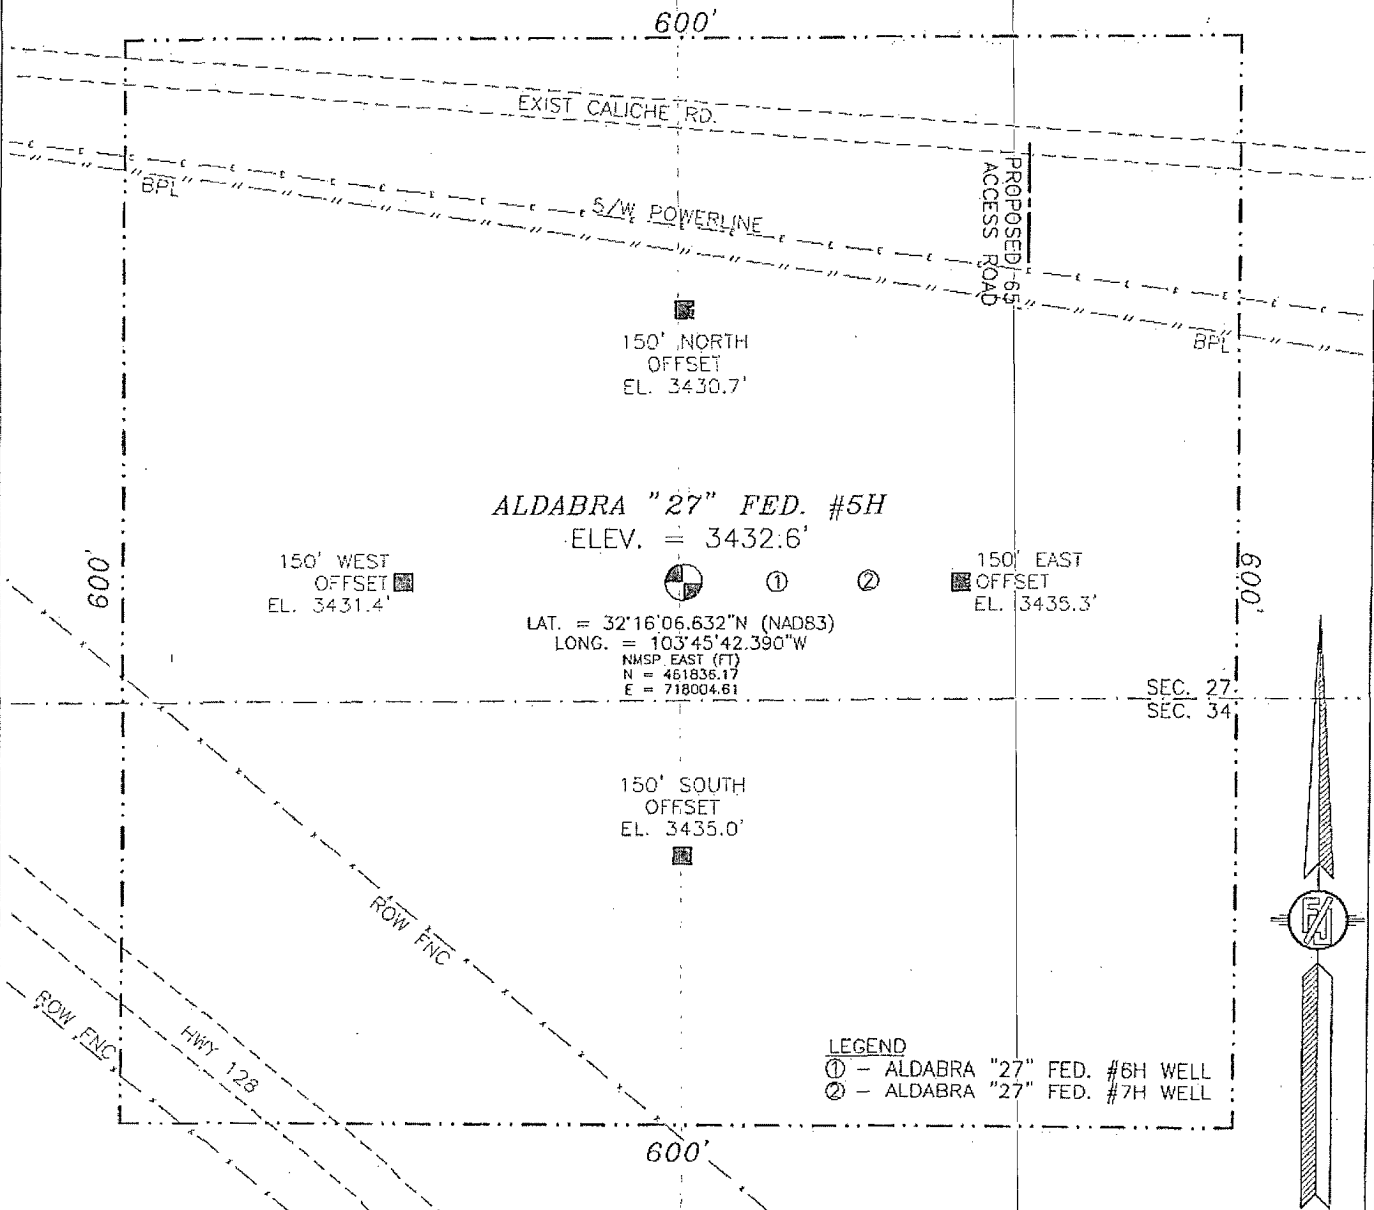 600'
EXIST CALICHE RD.
PROPOSED 65'
ACCESS ROAD
BPL
S/W POWERLINE
BPL
150' NORTH
OFFSET
EL. 3430.7'
ALDABRA "27" FED. #5H
ELEV. = 3432.6'
600'
150' WEST
OFFSET
EL. 3431.4'
1
2
150' EAST
OFFSET
EL. 3435.3'
600'
LAT. = 32°16'06.632"N (NAD83)
LONG. = 103°45'42.390"W
NMSP EAST (FT)
N = 461836.17
E = 718004.61
SEC. 27
SEC. 34
150' SOUTH
OFFSET
EL. 3435.0'
ROW FNC
ROW FNC
HWY 128
LEGEND
① - ALDABRA "27" FED. #6H WELL
② - ALDABRA "27" FED. #7H WELL
600'